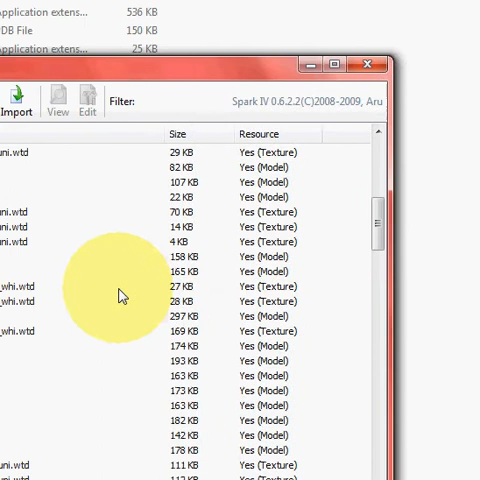 Application extens... 536 KB
DB File 150 KB
Application extens... 25 KB
Import View Edit Filter: Spark IV 0.6.2.2(C)2008-2009, Aru
Size Resource
uni.wtd 29 KB Yes (Texture)
82 KB Yes (Model)
107 KB Yes (Model)
22 KB Yes (Model)
uni.wtd 70 KB Yes (Texture)
uni.wtd 14 KB Yes (Texture)
uni.wtd 4 KB Yes (Texture)
158 KB Yes (Model)
165 KB Yes (Model)
_whi.wtd 27 KB Yes (Texture)
_whi.wtd 28 KB Yes (Texture)
297 KB Yes (Model)
_whi.wtd 169 KB Yes (Texture)
174 KB Yes (Model)
193 KB Yes (Model)
163 KB Yes (Model)
173 KB Yes (Model)
163 KB Yes (Model)
182 KB Yes (Model)
142 KB Yes (Model)
178 KB Yes (Model)
uni.wtd 111 KB Yes (Texture)